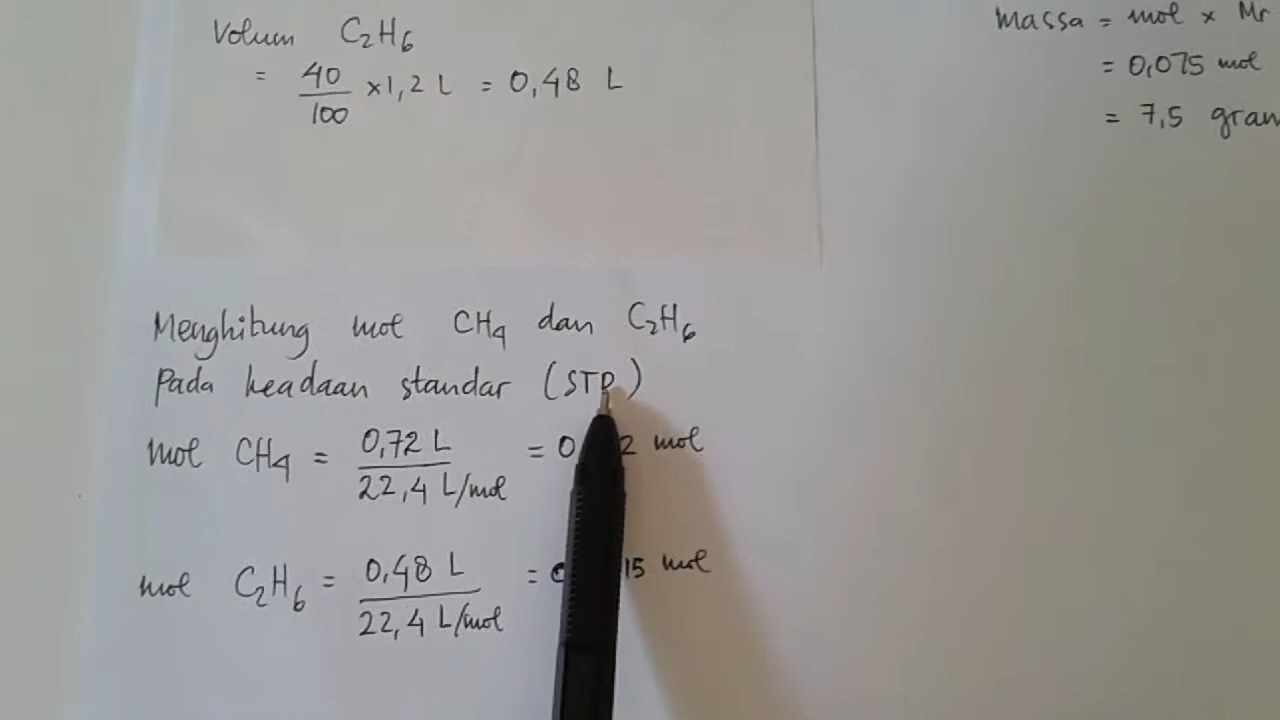 Volum C₂H₆
= 40/100 × 1,2 L = 0,48 L
Massa = mol × Mr
= 0,075 mol
= 7,5 gram
Menghitung mol CH₄ dan C₂H₆
Pada keadaan standar (STP)
mol CH₄ = 0,72 L / 22,4 L/mol = 0, 2 mol
mol C₂H₆ = 0,48 L / 22,4 L/mol = 15 mol